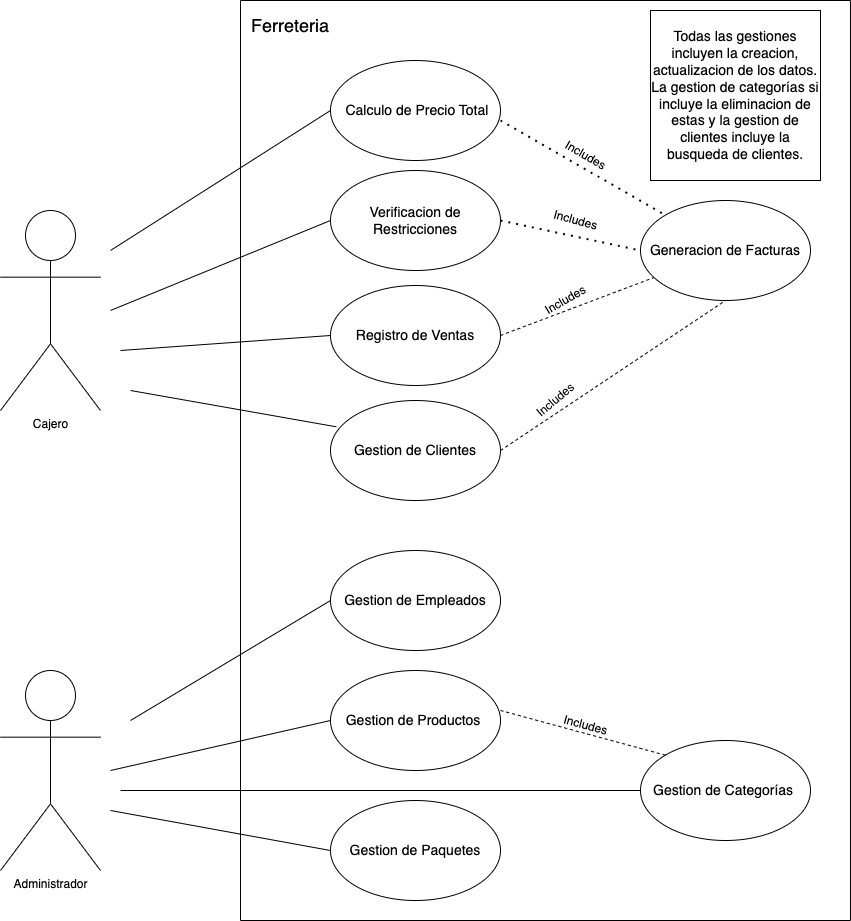 Ferreteria
Todas las gestiones
incluyen la creacion,
actualizacion de los datos.
La gestion de categorías si
incluye la eliminacion de
estas y la gestion de
clientes incluye la
busqueda de clientes.
Calculo de Precio Total
Includes
Verificacion de
Restricciones
Includes
Generacion de Facturas
Includes
Registro de Ventas
Cajero
Includes
Gestion de Clientes
Gestion de Empleados
Gestion de Productos
Includes
Gestion de Categorías
Gestion de Paquetes
Administrador